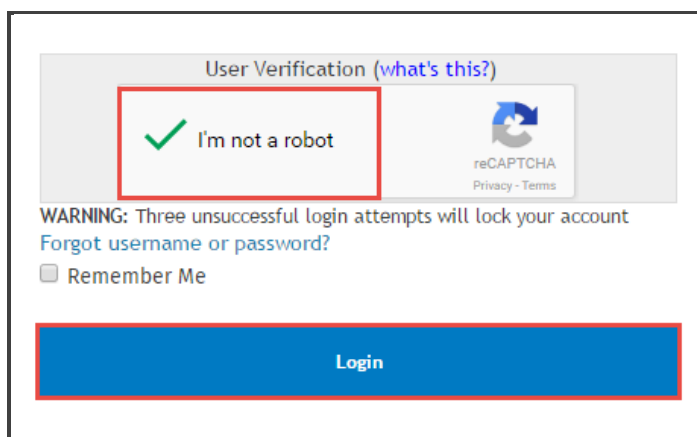 User Verification (what's this?)
I'm not a robot
reCAPTCHA
Privacy - Terms
WARNING: Three unsuccessful login attempts will lock your account
Forgot username or password?
Remember Me
Login